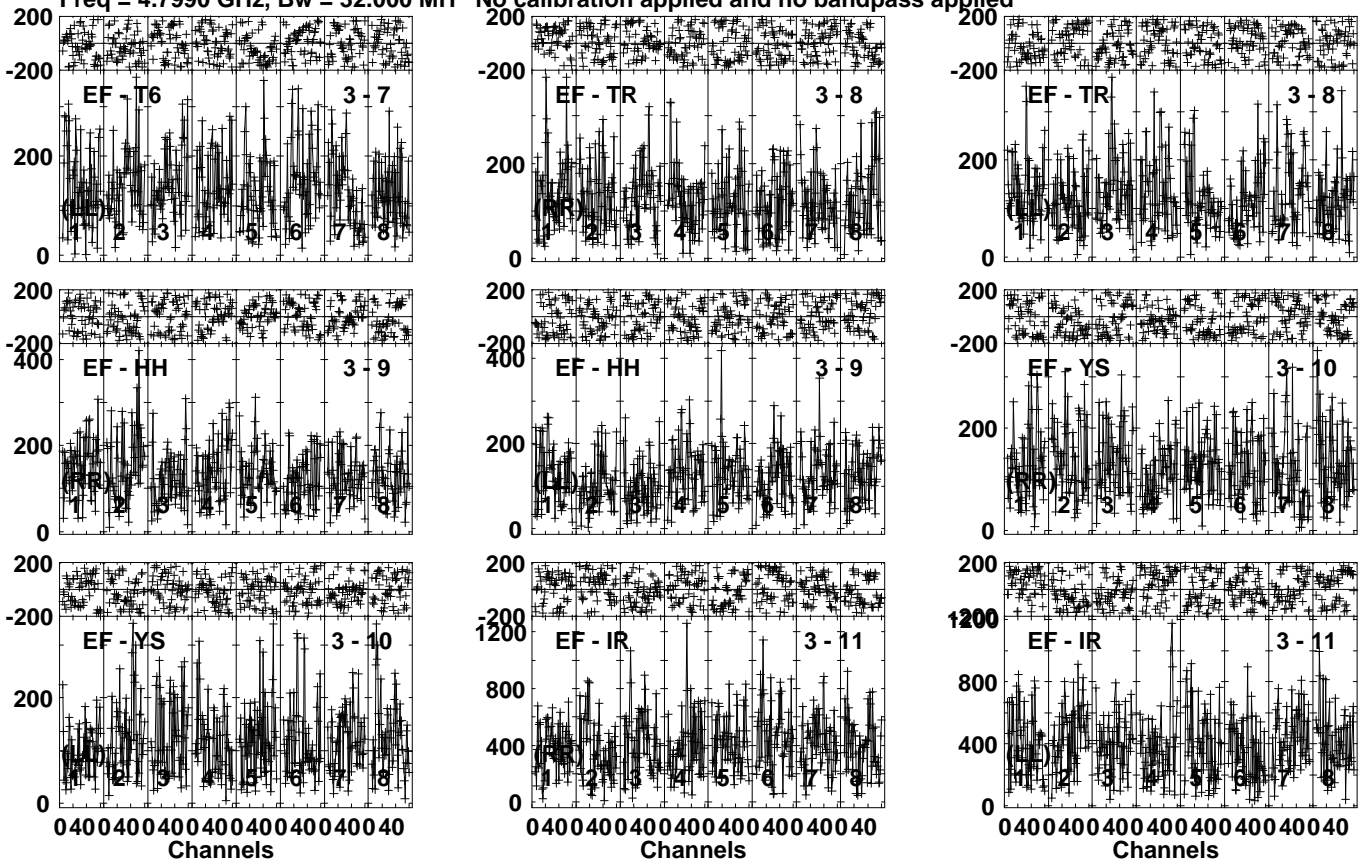 Freq = 4.7990 GHz, Bw = 32.000 MH No calibration applied and no bandpass applied
200 200 200
-200 -200 -200
EF - T6 3 - 7 EF - TR 3 - 8 EF - TR 3 - 8
200 200 200
(LL) (RR) (LL)
1 2 3 4 5 6 7 8 1 2 3 4 5 6 7 8 1 2 3 4 5 6 7 8
0 0 0
200 200 200
-200 -200 -200
400 400
EF - HH 3 - 9 EF - HH 3 - 9 EF - YS 3 - 10
200 200 200
(RR) (LL) (RR)
1 2 3 4 5 6 7 8 1 2 3 4 5 6 7 8 1 2 3 4 5 6 7 8
0 0 0
200 200 200
-200 -200 -200
1200 1200
EF - YS 3 - 10 EF - IR 3 - 11 EF - IR 3 - 11
200 800 800
400 400
(LL) (RR) (LL)
1 2 3 4 5 6 7 8 1 2 3 4 5 6 7 8 1 2 3 4 5 6 7 8
0 0 0
0 40 0 40 0 40 0 40 0 40 0 40 0 40 40 0 40 0 40 0 40 0 40 0 40 0 40 0 40 40 0 40 0 40 0 40 0 40 0 40 0 40 0 40 40
Channels Channels Channels